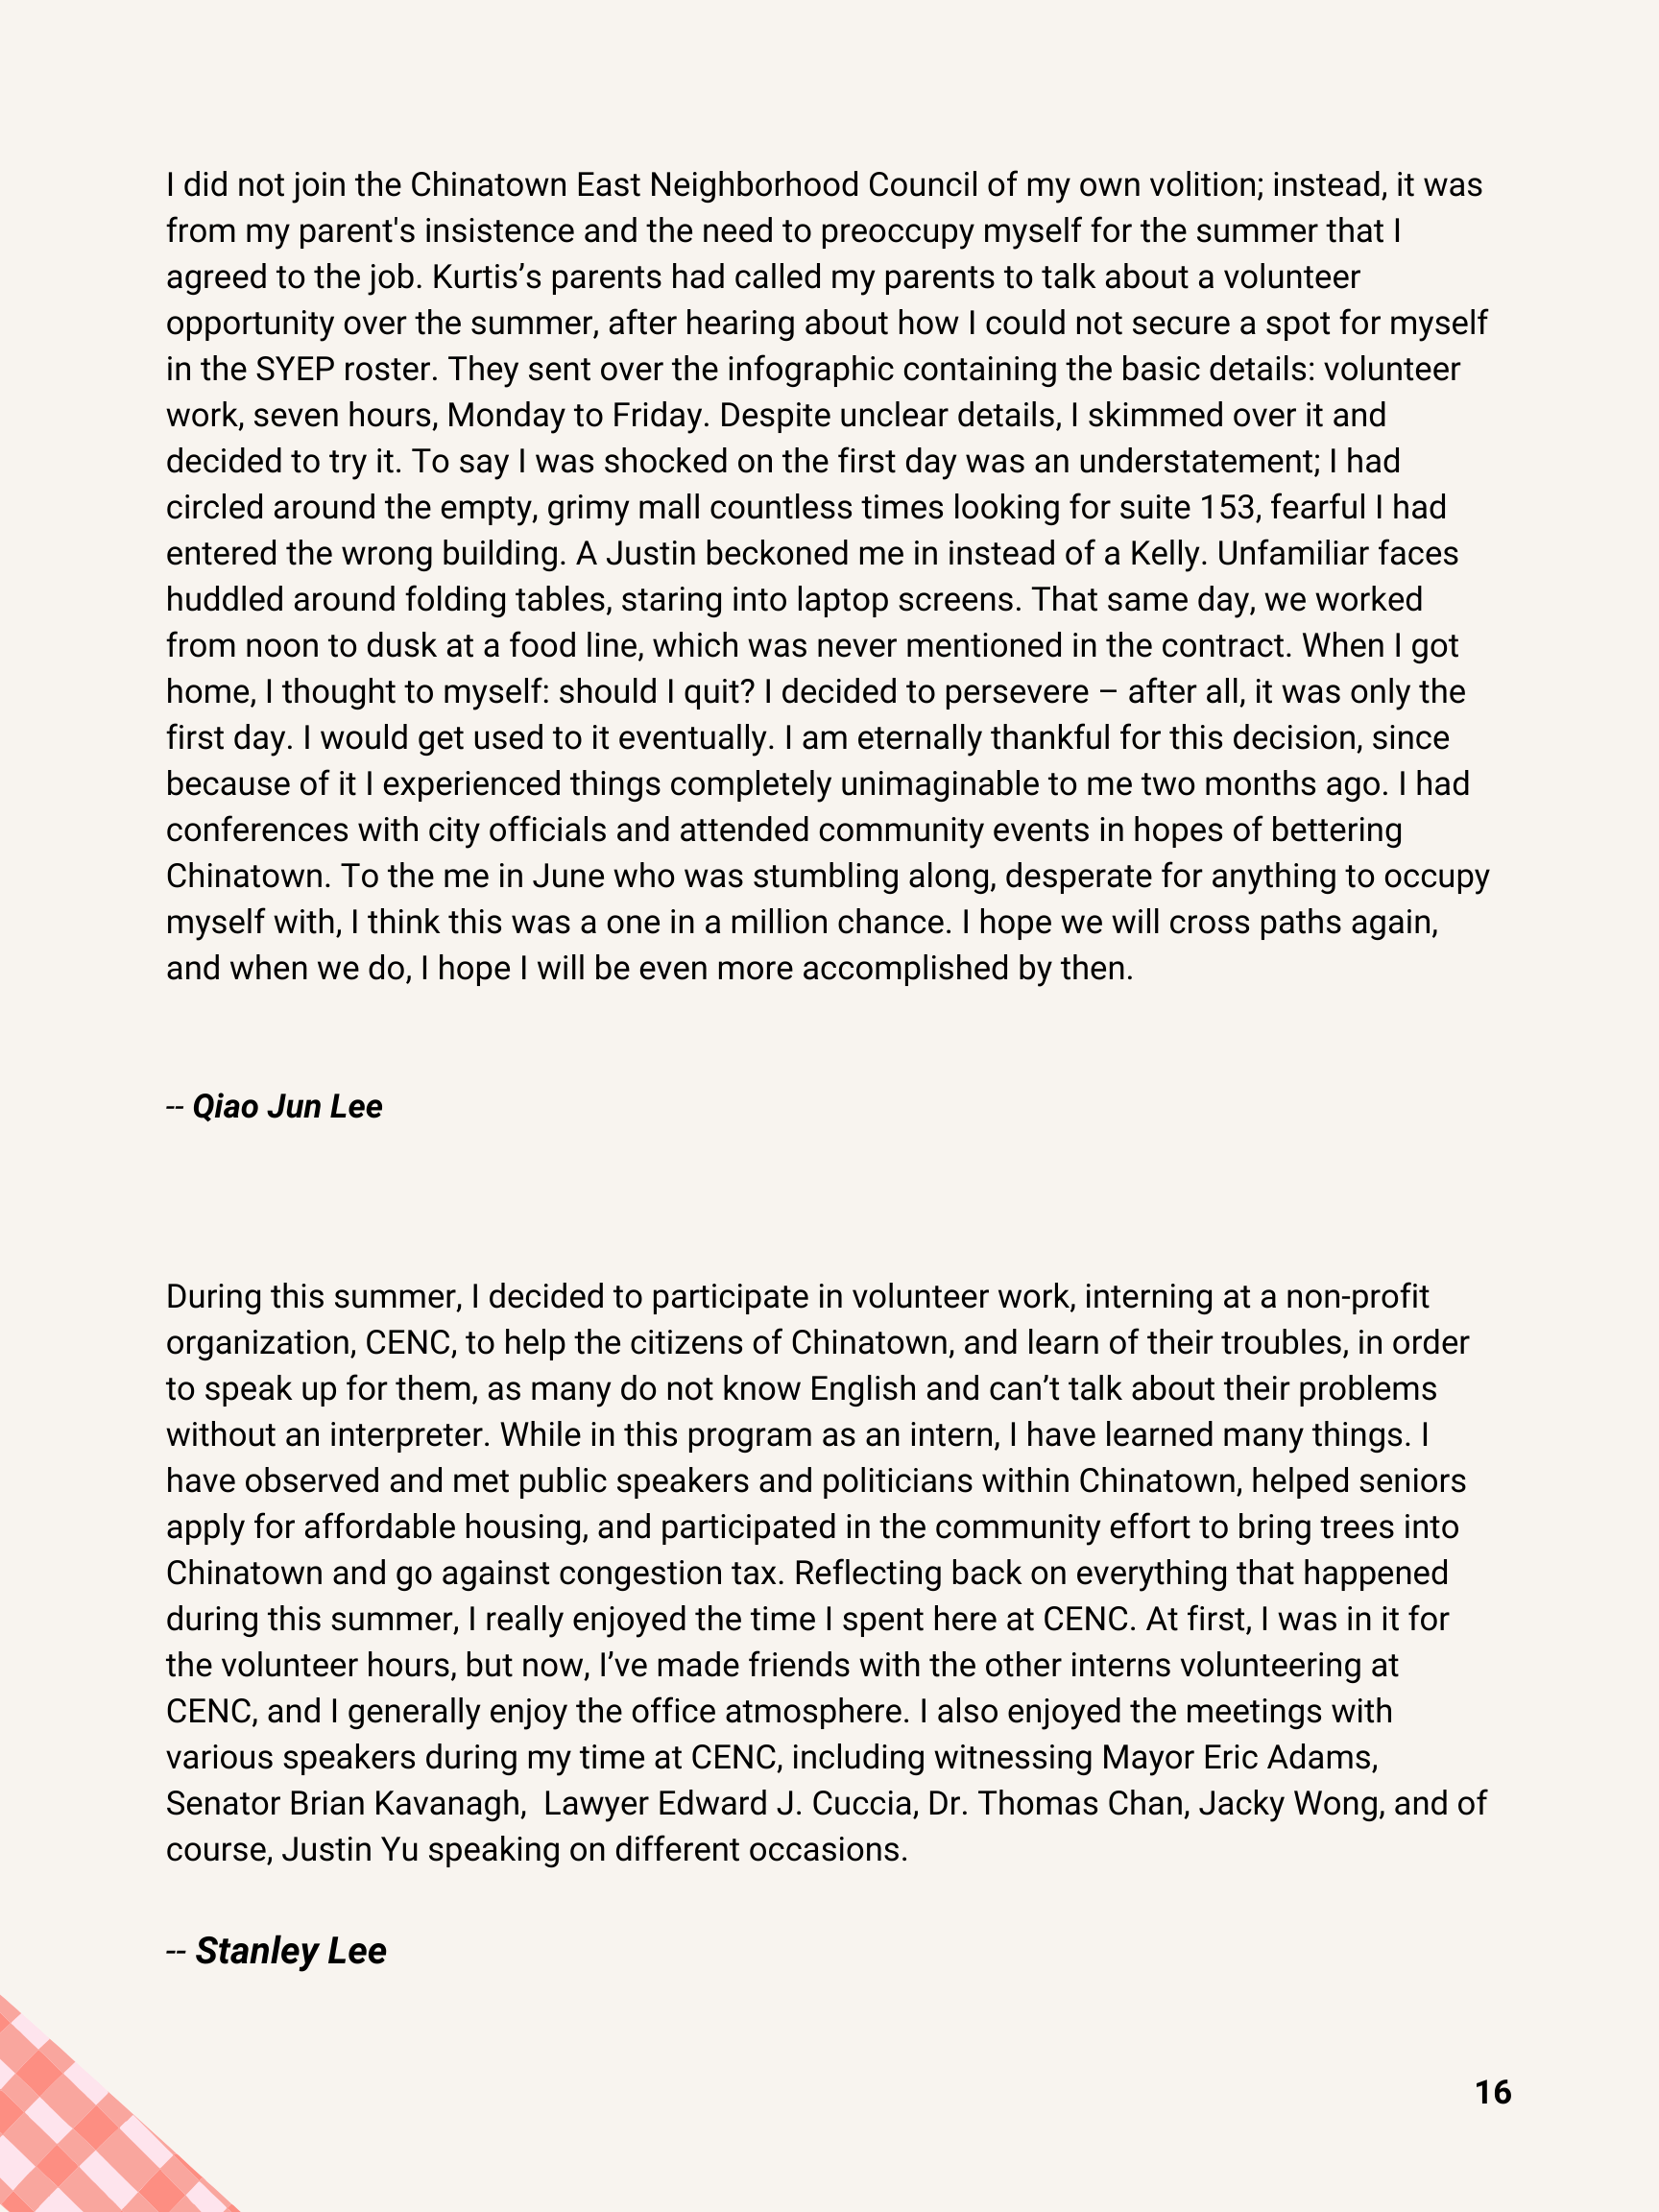 I did not join the Chinatown East Neighborhood Council of my own volition; instead, it was
from my parent's insistence and the need to preoccupy myself for the summer that I
agreed to the job. Kurtis’s parents had called my parents to talk about a volunteer
opportunity over the summer, after hearing about how I could not secure a spot for myself
in the SYEP roster. They sent over the infographic containing the basic details: volunteer
work, seven hours, Monday to Friday. Despite unclear details, I skimmed over it and
decided to try it. To say I was shocked on the first day was an understatement; I had
circled around the empty, grimy mall countless times looking for suite 153, fearful I had
entered the wrong building. A Justin beckoned me in instead of a Kelly. Unfamiliar faces
huddled around folding tables, staring into laptop screens. That same day, we worked
from noon to dusk at a food line, which was never mentioned in the contract. When I got
home, I thought to myself: should I quit? I decided to persevere – after all, it was only the
first day. I would get used to it eventually. I am eternally thankful for this decision, since
because of it I experienced things completely unimaginable to me two months ago. I had
conferences with city officials and attended community events in hopes of bettering
Chinatown. To the me in June who was stumbling along, desperate for anything to occupy
myself with, I think this was a one in a million chance. I hope we will cross paths again,
and when we do, I hope I will be even more accomplished by then.
-- Qiao Jun Lee
During this summer, I decided to participate in volunteer work, interning at a non-profit
organization, CENC, to help the citizens of Chinatown, and learn of their troubles, in order
to speak up for them, as many do not know English and can’t talk about their problems
without an interpreter. While in this program as an intern, I have learned many things. I
have observed and met public speakers and politicians within Chinatown, helped seniors
apply for affordable housing, and participated in the community effort to bring trees into
Chinatown and go against congestion tax. Reflecting back on everything that happened
during this summer, I really enjoyed the time I spent here at CENC. At first, I was in it for
the volunteer hours, but now, I’ve made friends with the other interns volunteering at
CENC, and I generally enjoy the office atmosphere. I also enjoyed the meetings with
various speakers during my time at CENC, including witnessing Mayor Eric Adams,
Senator Brian Kavanagh,  Lawyer Edward J. Cuccia, Dr. Thomas Chan, Jacky Wong, and of
course, Justin Yu speaking on different occasions.
-- Stanley Lee
16